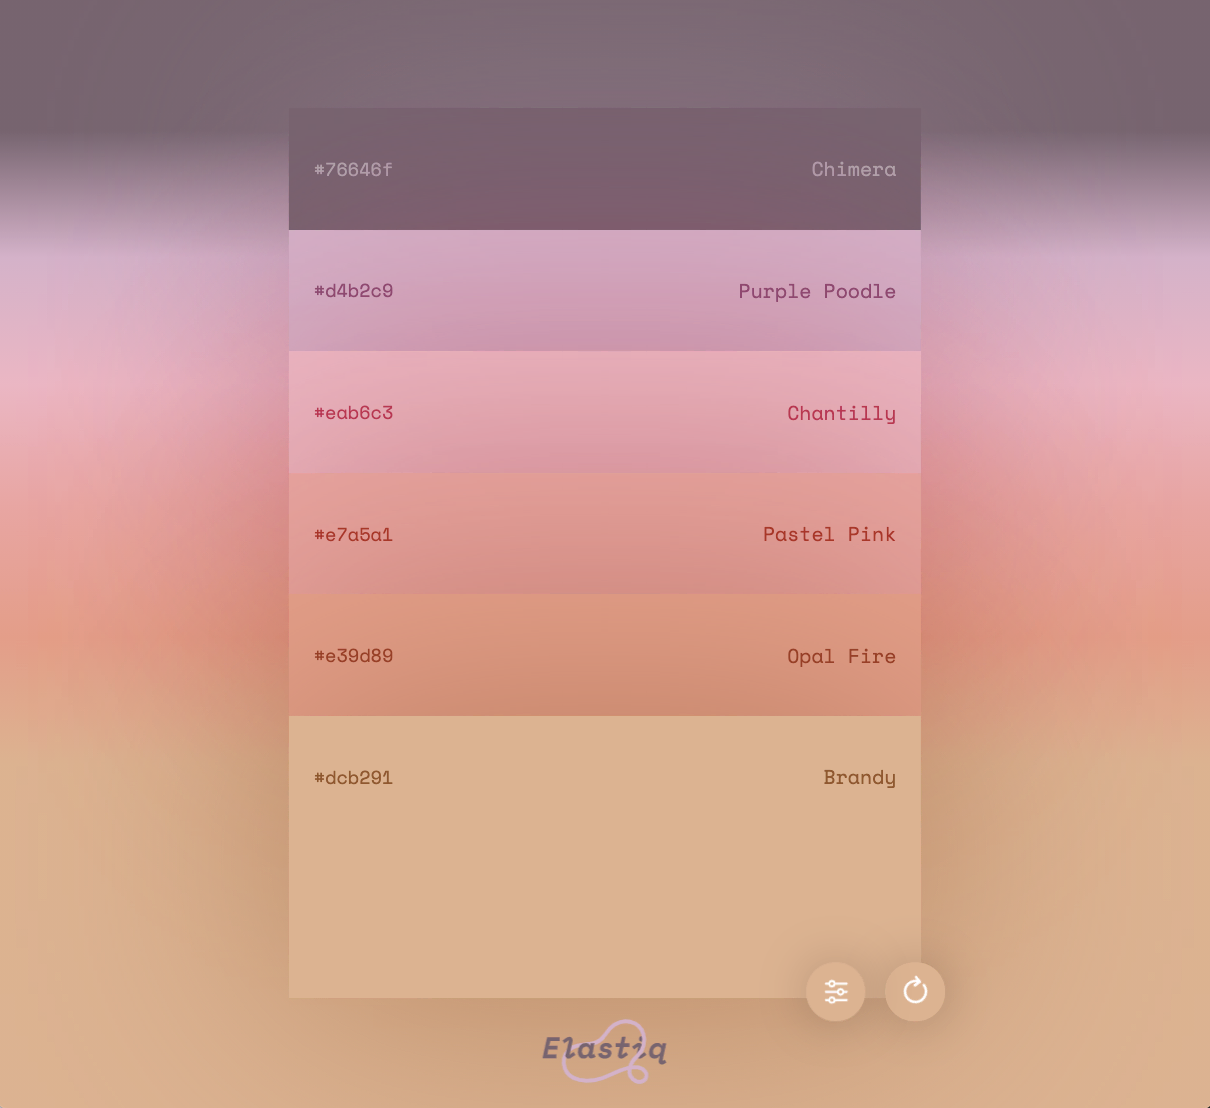 #76646f Chimera
#d4b2c9 Purple Poodle
#eab6c3 Chantilly
#e7a5a1 Pastel Pink
#e39d89 Opal Fire
#dcb291 Brandy
Elastiq